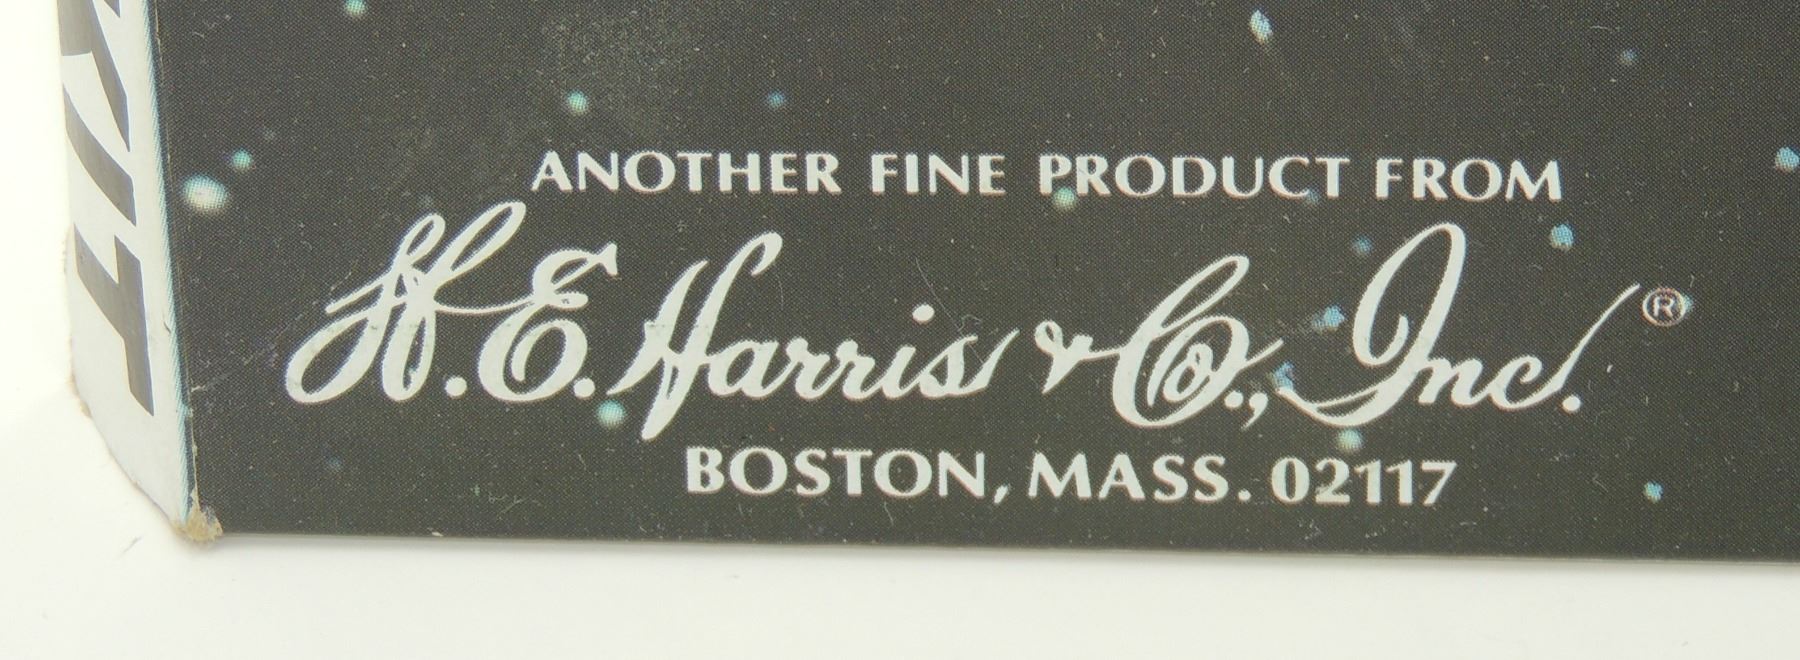 ANOTHER FINE PRODUCT FROM
H.E. Harris & Co., Inc.®
BOSTON, MASS. 02117